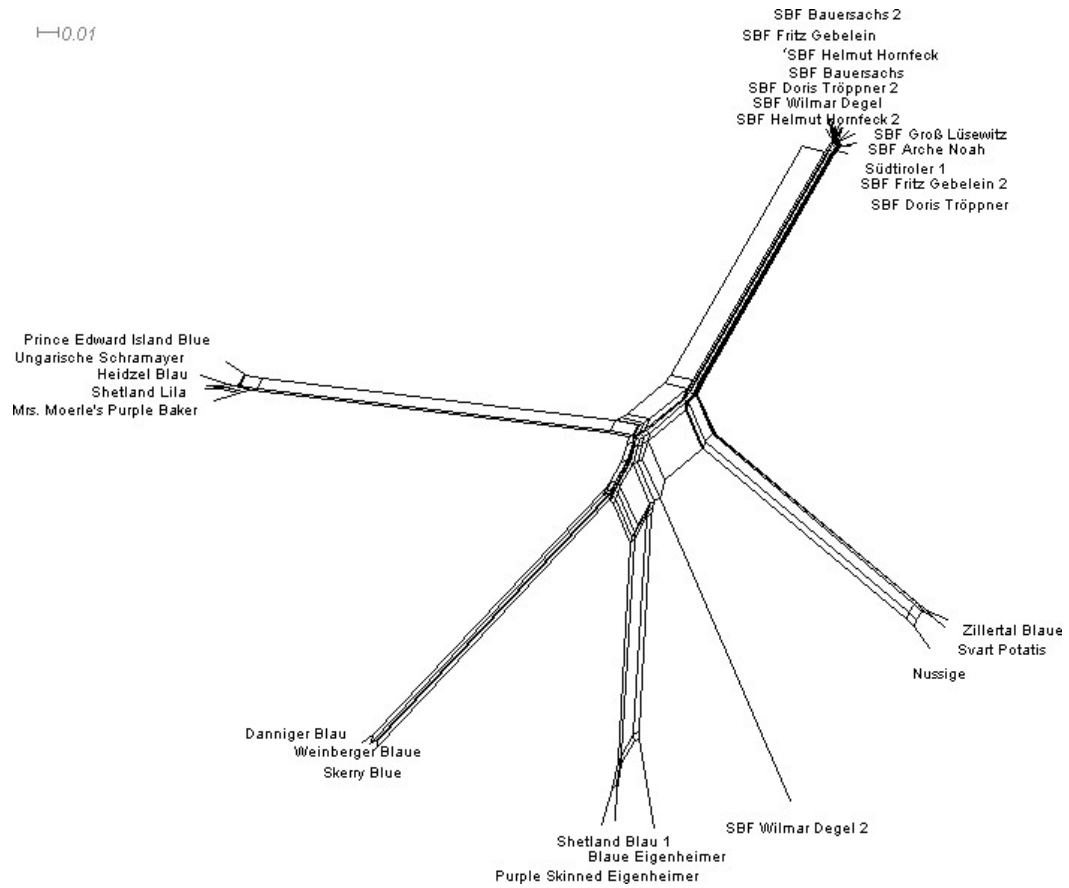 0.01
SBF Bauersachs 2
SBF Fritz Gebelein
'SBF Helmut Hornfeck
SBF Bauersachs
SBF Doris Tröppner 2
SBF Wilmar Degel
SBF Helmut Hornfeck 2
SBF Groß Lüsewitz
SBF Arche Noah
Südtiroler 1
SBF Fritz Gebelein 2
SBF Doris Tröppner
Prince Edward Island Blue
Ungarische Schramayer
Heidzel Blau
Shetland Lila
Mrs. Moerle's Purple Baker
Zillertal Blaue
Svart Potatis
Nussige
Danniger Blau
Weinberger Blaue
Skerry Blue
SBF Wilmar Degel 2
Shetland Blau 1
Blaue Eigenheimer
Purple Skinned Eigenheimer